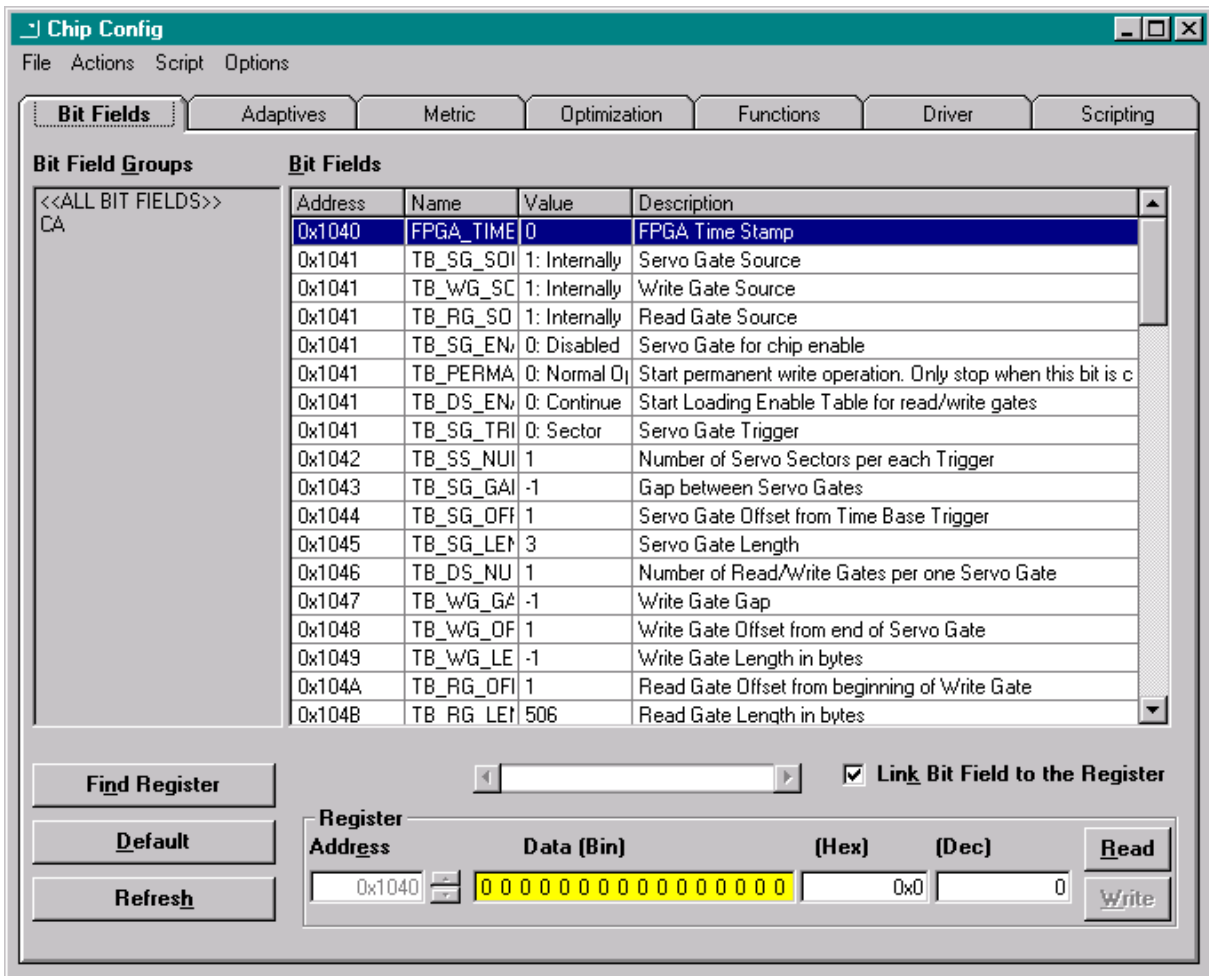 Chip Config
File Actions Script Options
Bit Fields Adaptives Metric Optimization Functions Driver Scripting
Bit Field Groups Bit Fields
<<ALL BIT FIELDS>>
CA
Address Name Value Description
0x1040 FPGA_TIME 0 FPGA Time Stamp
0x1041 TB_SG_SOU 1: Internally Servo Gate Source
0x1041 TB_WG_SO 1: Internally Write Gate Source
0x1041 TB_RG_SO 1: Internally Read Gate Source
0x1041 TB_SG_ENA 0: Disabled Servo Gate for chip enable
0x1041 TB_PERMA 0: Normal Op Start permanent write operation. Only stop when this bit is c
0x1041 TB_DS_ENA 0: Continue Start Loading Enable Table for read/write gates
0x1041 TB_SG_TRI 0: Sector Servo Gate Trigger
0x1042 TB_SS_NUM 1 Number of Servo Sectors per each Trigger
0x1043 TB_SG_GAP -1 Gap between Servo Gates
0x1044 TB_SG_OFF 1 Servo Gate Offset from Time Base Trigger
0x1045 TB_SG_LEN 3 Servo Gate Length
0x1046 TB_DS_NU 1 Number of Read/Write Gates per one Servo Gate
0x1047 TB_WG_GA -1 Write Gate Gap
0x1048 TB_WG_OF 1 Write Gate Offset from end of Servo Gate
0x1049 TB_WG_LE -1 Write Gate Length in bytes
0x104A TB_RG_OFF 1 Read Gate Offset from beginning of Write Gate
0x104B TB_RG_LEN 506 Read Gate Length in bytes
Find Register
Link Bit Field to the Register
Default
Refresh
Register
Address Data (Bin) (Hex) (Dec) Read
0x1040 0 0 0 0 0 0 0 0 0 0 0 0 0 0 0 0 0x0 0 Write